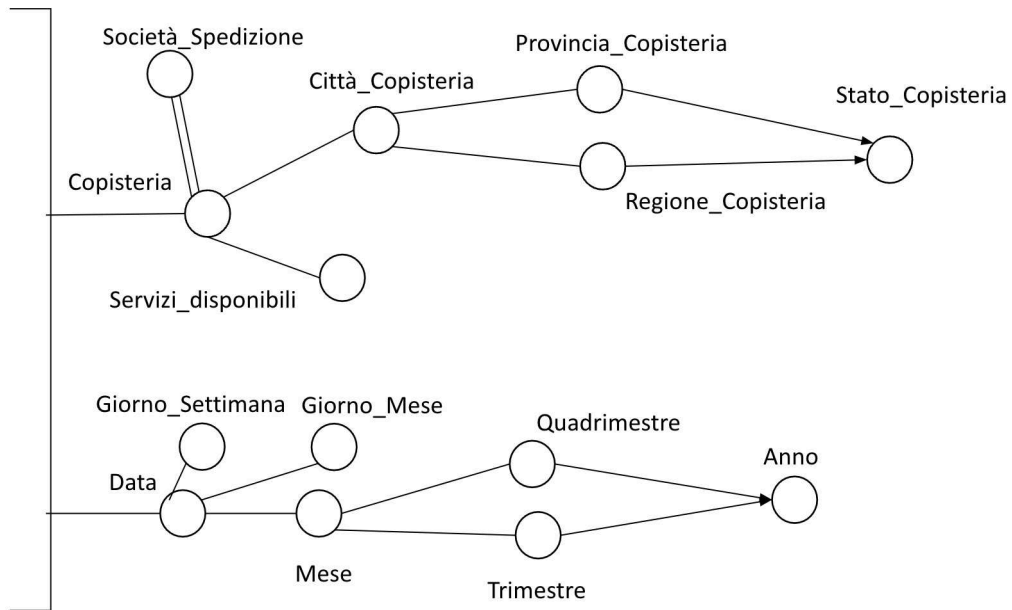 Società_Spedizione
Provincia_Copisteria
Città_Copisteria
Stato_Copisteria
Copisteria
Regione_Copisteria
Servizi_disponibili
Giorno_Settimana
Giorno_Mese
Quadrimestre
Data
Anno
Mese
Trimestre